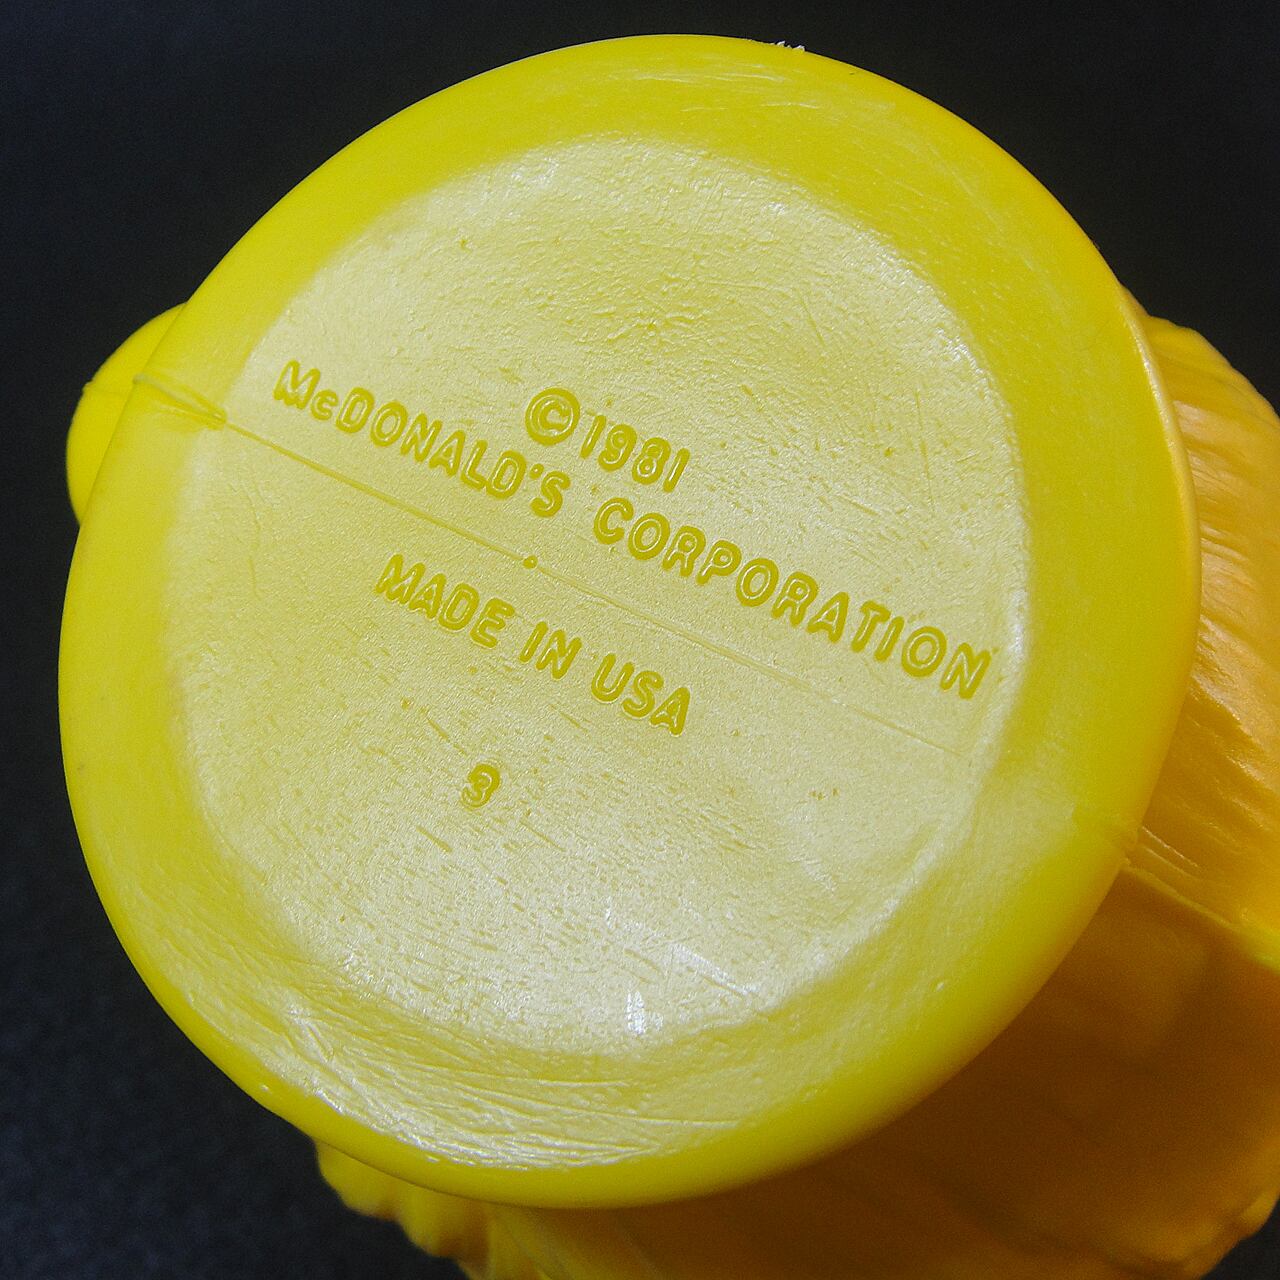 ©1981
McDONALD'S CORPORATION
MADE IN USA
3